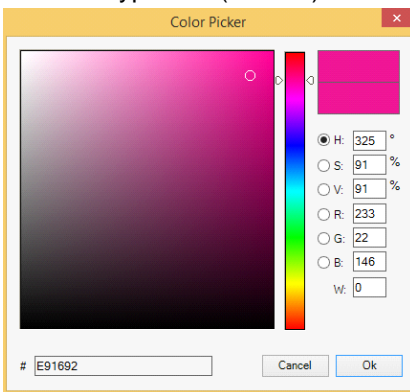 Color Picker
×
H: 325 °
S: 91 %
V: 91 %
R: 233
G: 22
B: 146
W: 0
# E91692
Cancel Ok